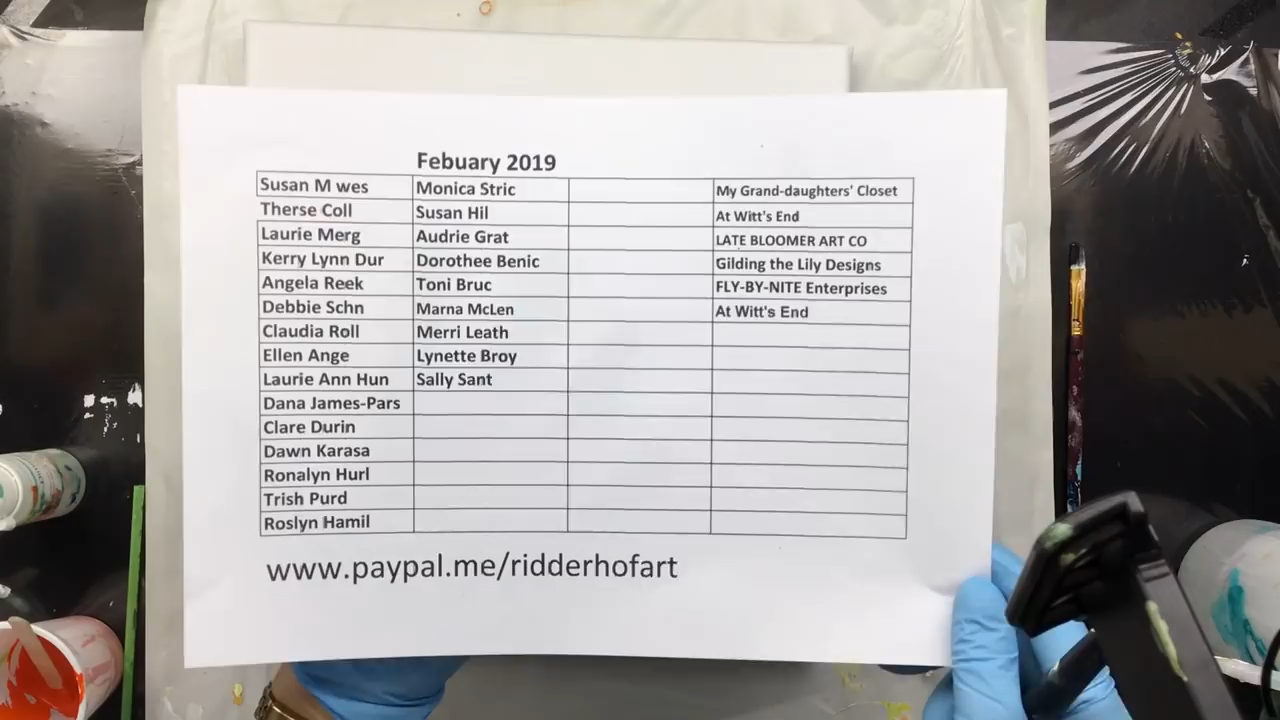 Febuary 2019
Susan M wes Monica Stric My Grand-daughters' Closet
Therse Coll Susan Hil At Witt's End
Laurie Merg Audrie Grat LATE BLOOMER ART CO
Kerry Lynn Dur Dorothee Benic Gilding the Lily Designs
Angela Reek Toni Bruc FLY-BY-NITE Enterprises
Debbie Schn Marna McLen At Witt's End
Claudia Roll Merri Leath
Ellen Ange Lynette Broy
Laurie Ann Hun Sally Sant
Dana James-Pars
Clare Durin
Dawn Karasa
Ronalyn Hurl
Trish Purd
Roslyn Hamil
www.paypal.me/ridderhofart